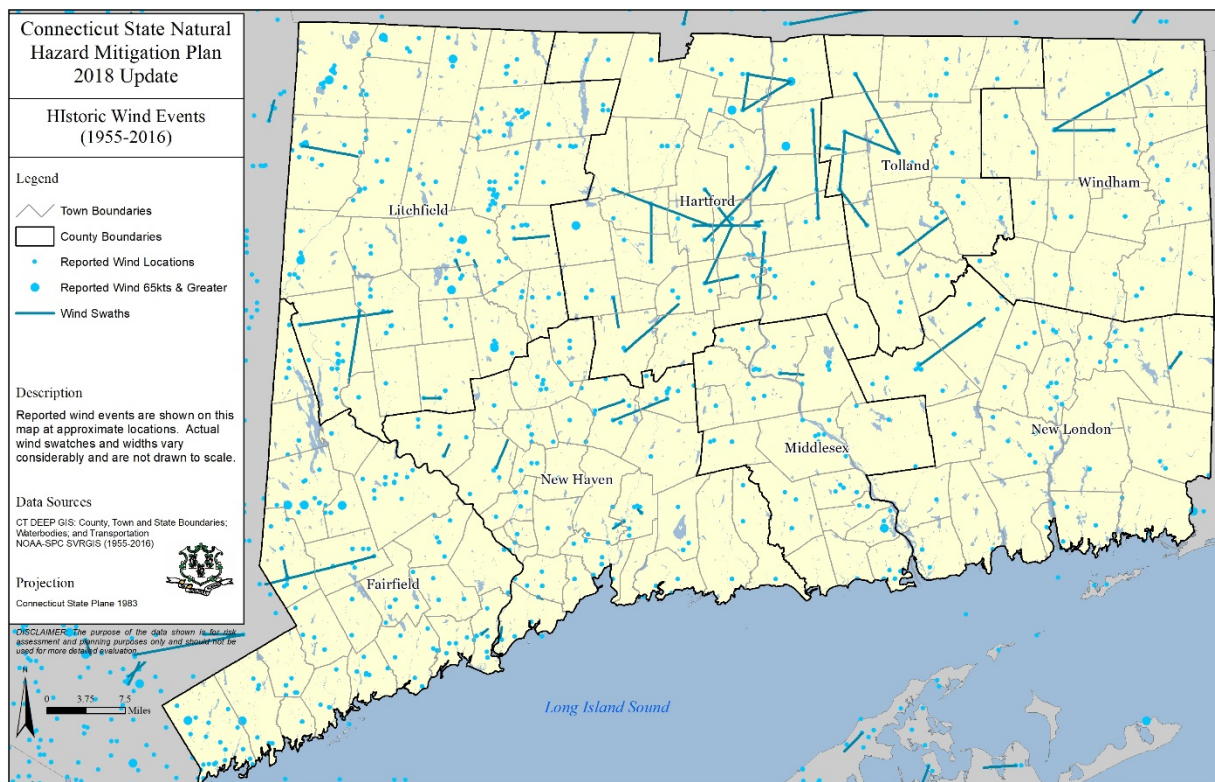 Connecticut State Natural
Hazard Mitigation Plan
2018 Update
HIstoric Wind Events
(1955-2016)
Legend
Town Boundaries
County Boundaries
Reported Wind Locations
Reported Wind 65kts & Greater
Wind Swaths
Description
Reported wind events are shown on this
map at approximate locations. Actual
wind swatches and widths vary
considerably and are not drawn to scale.
Data Sources
CT DEEP GIS: County, Town and State Boundaries;
Waterbodies; and Transportation
NOAA-SPC SVRGIS (1955-2016)
Projection
Connecticut State Plane 1983
DISCLAIMER: The purpose of the data shown is for risk
assessment and planning purposes only and should not be
used for more detailed evaluation.
N
0 3.75 7.5
Miles
Litchfield
Hartford
Tolland
Windham
New Haven
Middlesex
New London
Fairfield
Long Island Sound